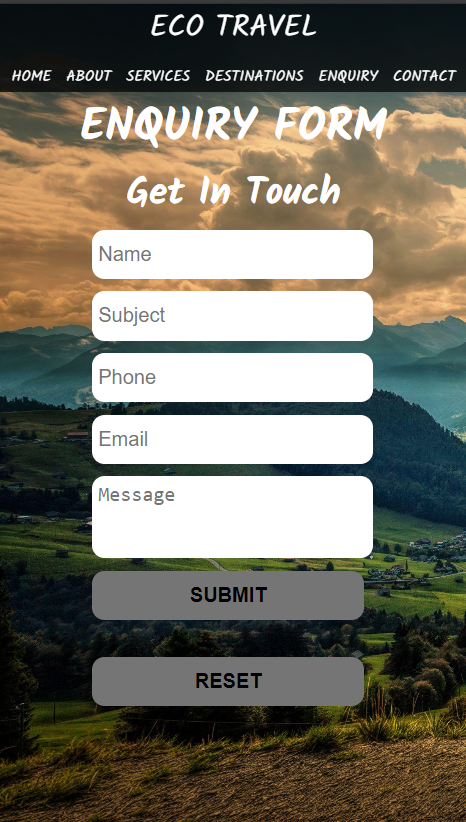 ECO TRAVEL
HOME ABOUT SERVICES DESTINATIONS ENQUIRY CONTACT
ENQUIRY FORM
Get In Touch
Name
Subject
Phone
Email
Message
SUBMIT
RESET